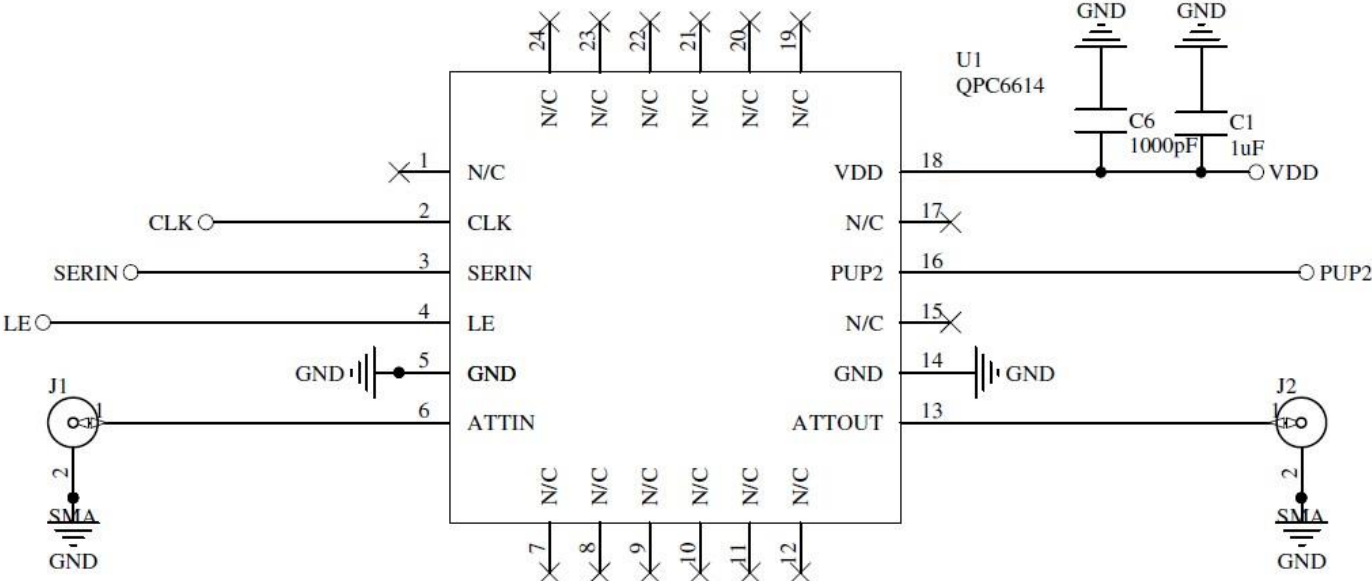 GND GND
24 23 22 21 20 19
U1
QPC6614
N/C N/C N/C N/C N/C N/C
C6 C1
1000pF 1uF
1 N/C VDD 18 VDD
CLK 2 CLK N/C 17
SERIN 3 SERIN PUP2 16 PUP2
LE 4 LE N/C 15
GND 5 GND GND 14 GND
J1 J2
1 6 ATTIN ATTOUT 13 1
2 N/C N/C N/C N/C N/C N/C 2
SMA SMA
7 8 9 10 11 12
GND GND